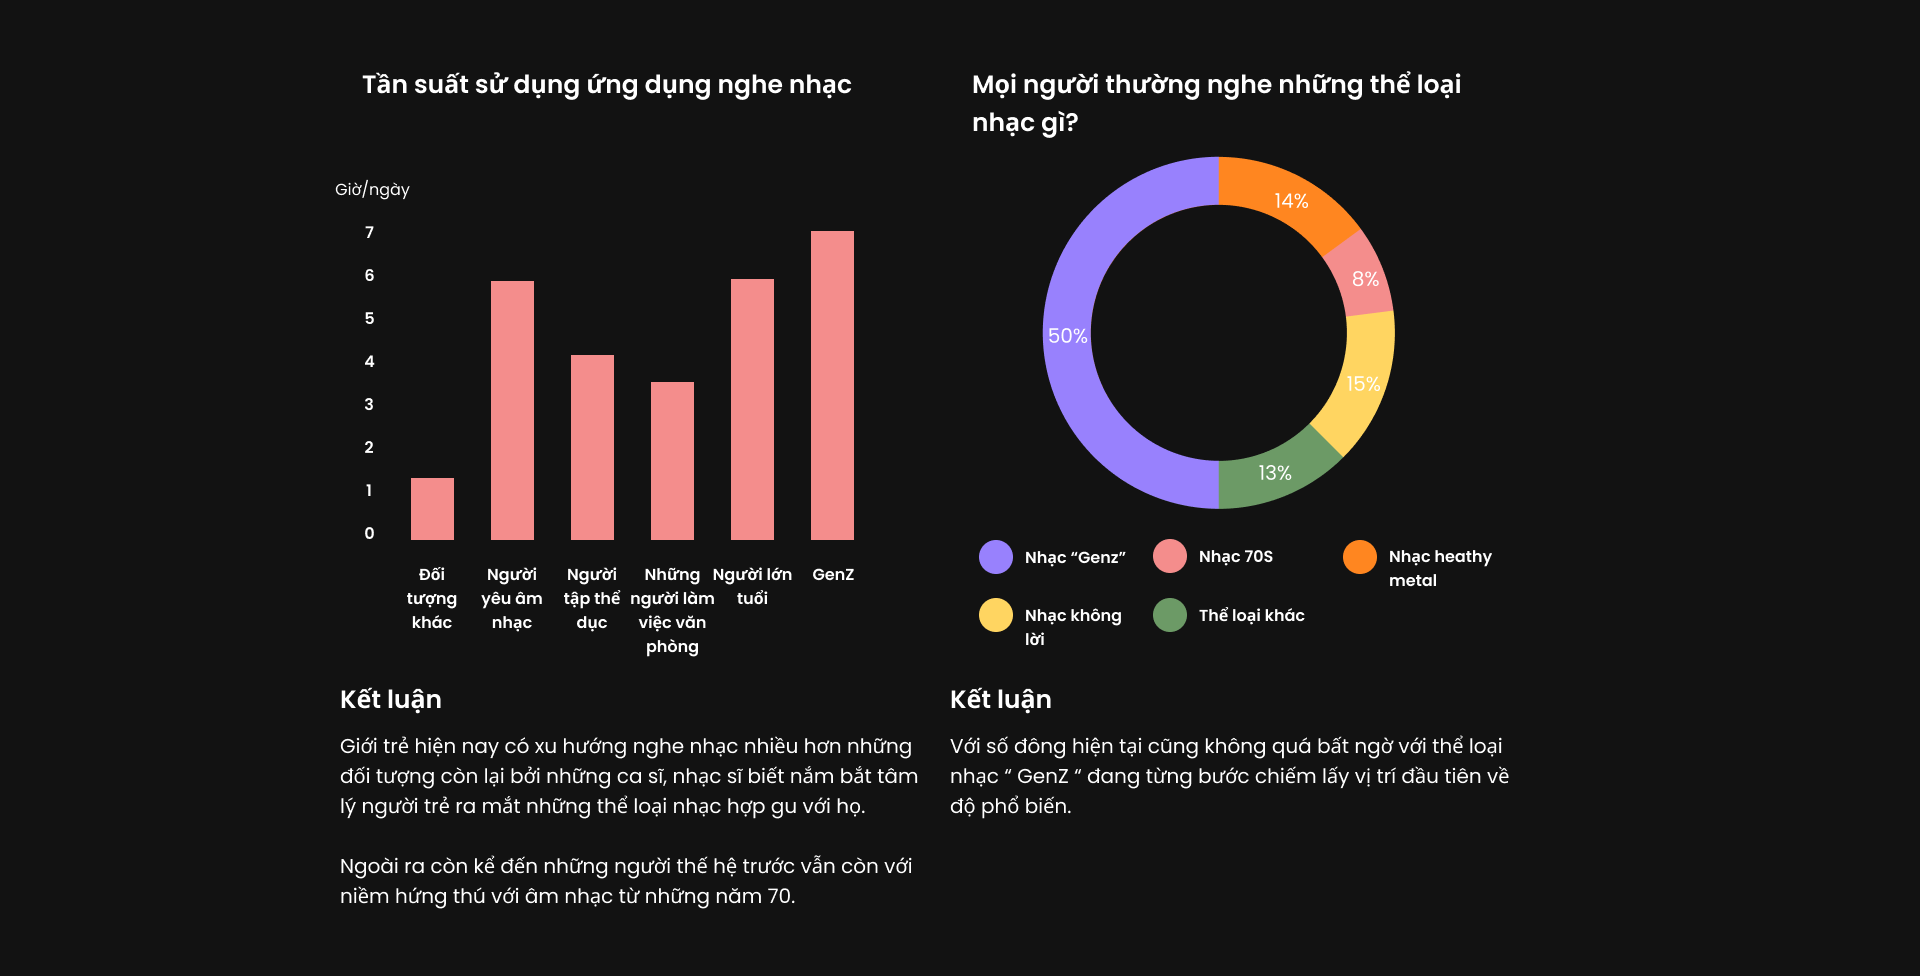 Tần suất sử dụng ứng dụng nghe nhạc
Giờ/ngày
7
6
5
4
3
2
1
0
Đối
tượng
khác
Người
yêu âm
nhạc
Người
tập thể
dục
Những
người làm
việc văn
phòng
Người lớn
tuổi
GenZ
Kết luận
Giới trẻ hiện nay có xu hướng nghe nhạc nhiều hơn những
đối tượng còn lại bởi những ca sĩ, nhạc sĩ biết nắm bắt tâm
lý người trẻ ra mắt những thể loại nhạc hợp gu với họ.
Ngoài ra còn kể đến những người thế hệ trước vẫn còn với
niềm hứng thú với âm nhạc từ những năm 70.
Mọi người thường nghe những thể loại
nhạc gì?
14%
8%
50%
15%
13%
Nhạc “Genz”
Nhạc 70S
Nhạc heathy
metal
Nhạc không
lời
Thể loại khác
Kết luận
Với số đông hiện tại cũng không quá bất ngờ với thể loại
nhạc “ GenZ “ đang từng bước chiếm lấy vị trí đầu tiên về
độ phổ biến.